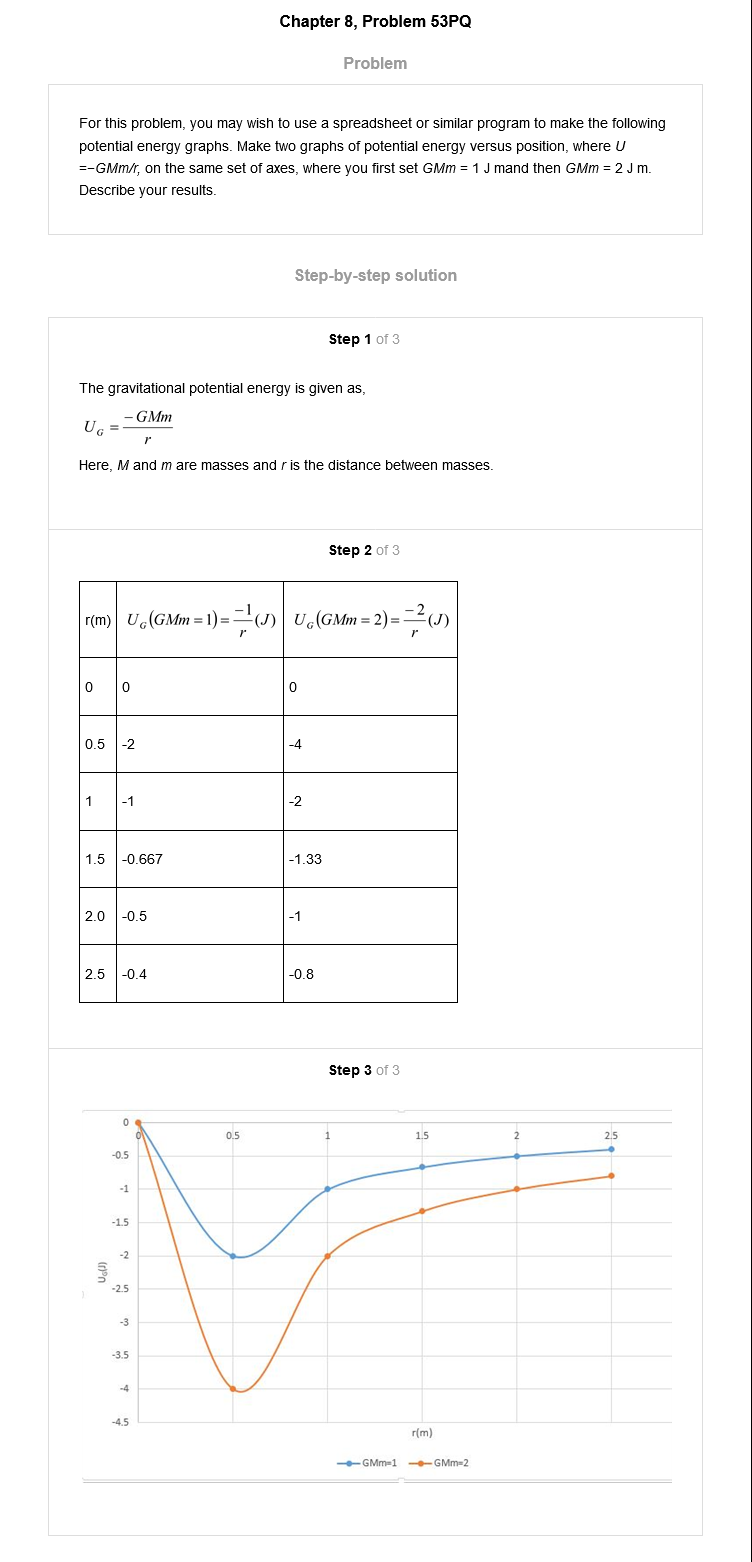 Chapter 8, Problem 53PQ
Problem
For this problem, you may wish to use a spreadsheet or similar program to make the following
potential energy graphs. Make two graphs of potential energy versus position, where U
=−GMm/r, on the same set of axes, where you first set GMm = 1 J mand then GMm = 2 J m.
Describe your results.
Step-by-step solution
Step 1 of 3
The gravitational potential energy is given as,
U_G = −GMm/r
Here, M and m are masses and r is the distance between masses.
Step 2 of 3
r(m) U_G(GMm = 1) = −1/r (J) U_G(GMm = 2) = −2/r (J)
0 0 0
0.5 -2 -4
1 -1 -2
1.5 -0.667 -1.33
2.0 -0.5 -1
2.5 -0.4 -0.8
Step 3 of 3
0
0 0.5 1 1.5 2 2.5
-0.5
-1
-1.5
-2
U_G(J)
-2.5
-3
-3.5
-4
-4.5
r(m)
GMm=1 GMm=2